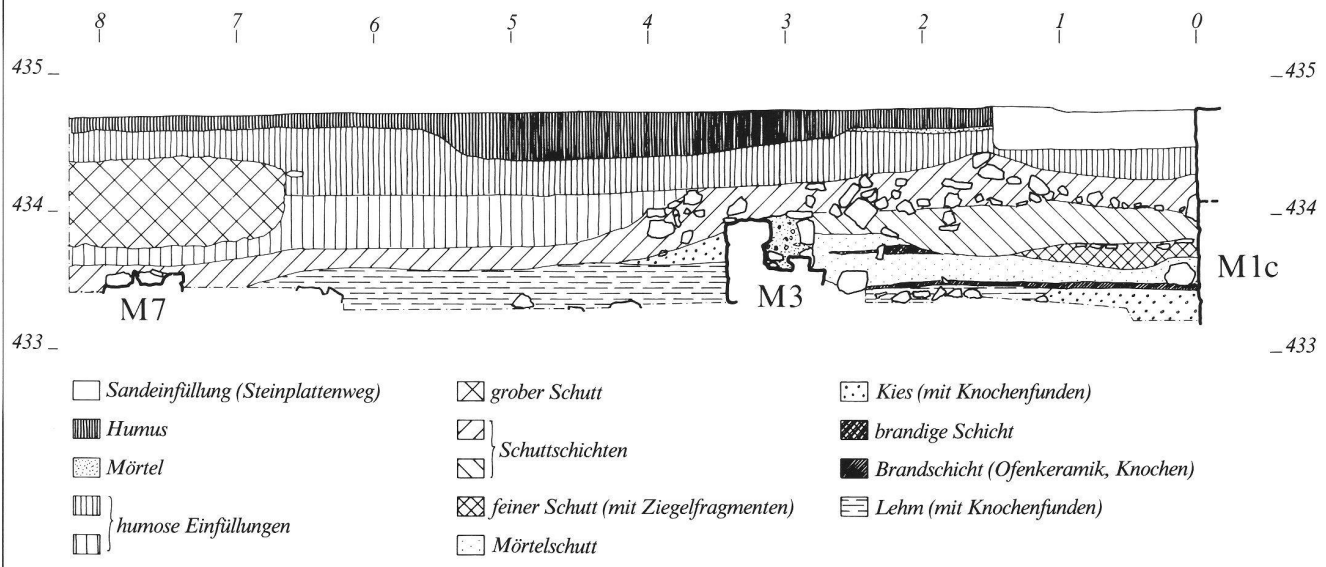 8 7 6 5 4 3 2 1 0
435 435
434 434
M1c
M7 M3
433 433
Sandeinfüllung (Steinplattenweg) grober Schutt Kies (mit Knochenfunden)
Humus Schuttschichten brandige Schicht
Mörtel Brandschicht (Ofenkeramik, Knochen)
humose Einfüllungen feiner Schutt (mit Ziegelfragmenten) Lehm (mit Knochenfunden)
Mörtelschutt